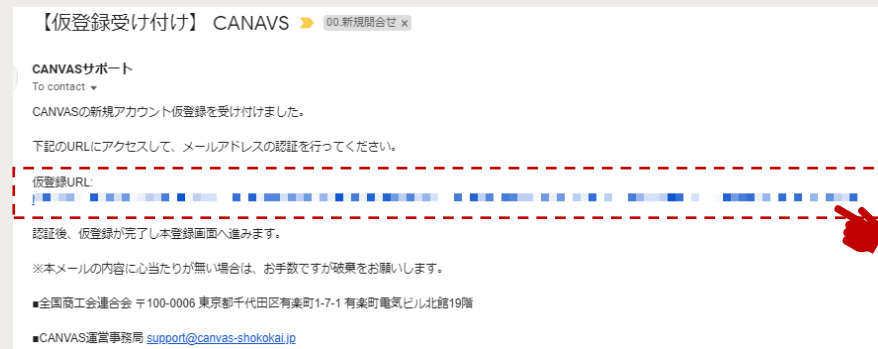 【仮登録受け付け】 CANAVS 00.新規問合せ x
CANVASサポート
To contact
CANVASの新規アカウント仮登録を受け付けました。
下記のURLにアクセスして、メールアドレスの認証を行ってください。
仮登録URL:
認証後、仮登録が完了し本登録画面へ進みます。
※本メールの内容に心当たりが無い場合は、お手数ですが破棄をお願いします。
■全国商工会連合会 〒100-0006 東京都千代田区有楽町1-7-1 有楽町電気ビル北館19階
■CANVAS運営事務局 support@canvas-shokokai.jp